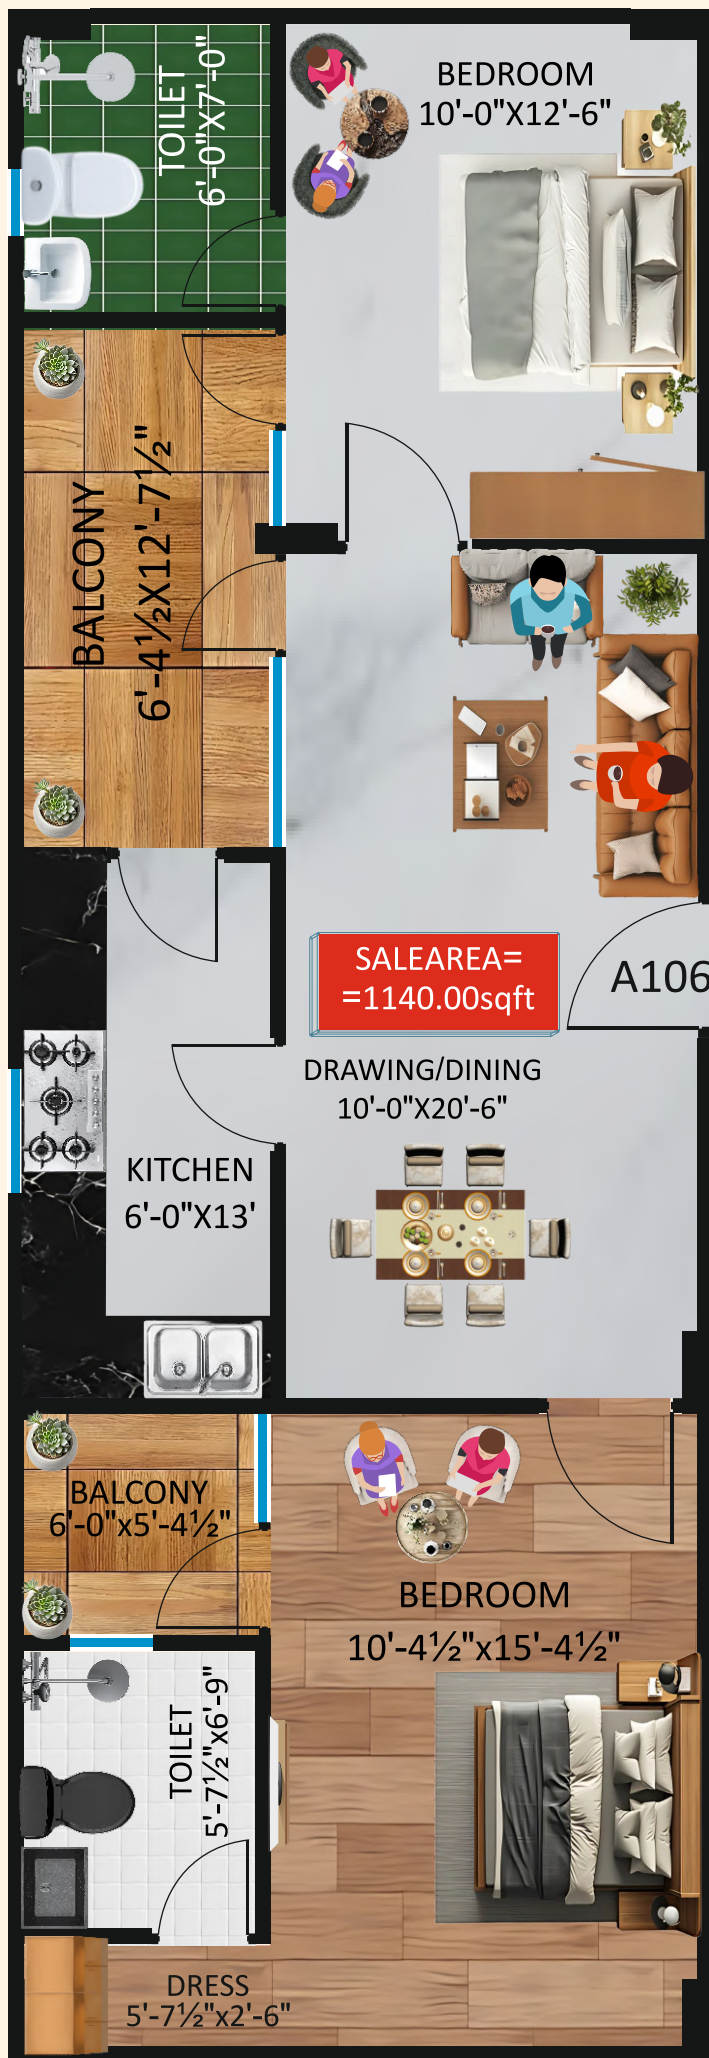 TOILET
6'-0"X7'-0"
BEDROOM
10'-0"X12'-6"
BALCONY
6'-4½X12'-7½"
SALEAREA=
=1140.00sqft
A106
DRAWING/DINING
10'-0"X20'-6"
KITCHEN
6'-0"X13'
BALCONY
6'-0"x5'-4½"
BEDROOM
10'-4½"x15'-4½"
TOILET
5'-7½"x6'-9"
DRESS
5'-7½"x2'-6"